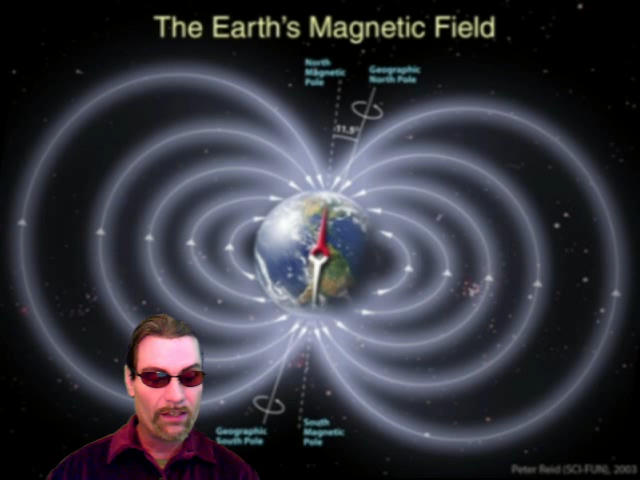 The Earth's Magnetic Field
North
Magnetic
Pole
Geographic
North Pole
11.5°
Geographic
South Pole
South
Magnetic
Pole
Peter Reid (SCI-FUN), 2003